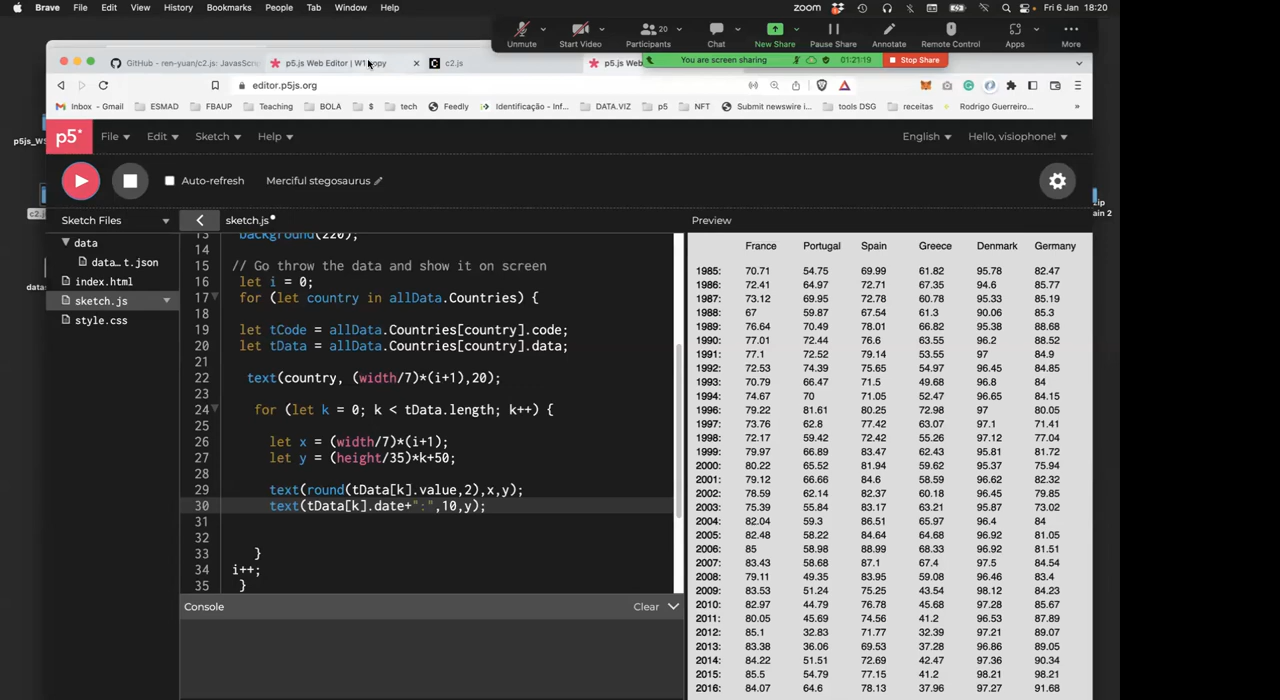 Brave File Edit View History Bookmarks People Tab Window Help zoom Fri 6 Jan 18:20
Unmute Start Video Participants 20 Chat New Share Pause Share Annotate Remote Control Apps More
GitHub - ren-yuan/c2.js: JavaSc
p5.js Web Editor | W1
opy
C c2.js
p5.js Web
You are screen sharing 01:21:19 Stop Share
editor.p5js.org
Inbox - Gmail ESMAD FBAUP Teaching BOLA $ tech Feedly Identificação - Inf... DATA.VIZ p5 NFT Submit newswire i... tools DSG receitas Rodrigo Guerreiro...
p5* File Edit Sketch Help English Hello, visiophone!
p5js_WS
Auto-refresh Merciful stegosaurus
Sketch Files sketch.js Preview
data
data...t.json
index.html
sketch.js
style.css
13 background(220);
14
15 // Go throw the data and show it on screen
16 let i = 0;
17 for (let country in allData.Countries) {
18
19 let tCode = allData.Countries[country].code;
20 let tData = allData.Countries[country].data;
21
22 text(country, (width/7)*(i+1),20);
23
24 for (let k = 0; k < tData.length; k++) {
25
26 let x = (width/7)*(i+1);
27 let y = (height/35)*k+50;
28
29 text(round(tData[k].value,2),x,y);
30 text(tData[k].date+":",10,y);
31
32
33 }
34 i++;
35 }
Console Clear
France Portugal Spain Greece Denmark Germany
1985: 70.71 54.75 69.99 61.82 95.78 82.47
1986: 72.41 64.97 72.71 67.35 94.6 85.77
1987: 73.12 69.95 72.78 60.78 95.33 85.19
1988: 67 59.87 67.54 61.3 90.06 85.3
1989: 76.64 70.49 78.01 66.82 95.38 88.68
1990: 77.01 72.44 76.6 63.55 96.2 88.52
1991: 77.1 72.52 79.14 53.55 97 84.9
1992: 72.53 74.39 75.65 54.97 96.45 84.85
1993: 70.79 66.47 71.5 49.68 96.8 84
1994: 74.67 70 71.05 52.47 96.65 84.15
1996: 79.22 81.61 80.25 72.98 97 80.05
1997: 73.76 62.8 77.42 63.07 97.1 71.41
1998: 72.17 59.42 72.42 55.26 97.12 77.04
1999: 79.97 66.89 83.47 62.43 95.81 81.72
2000: 80.22 65.52 81.94 59.62 95.37 75.94
2001: 79.12 66.66 81.4 58.59 96.62 82.32
2002: 78.59 62.14 82.37 60.18 96.45 79.85
2003: 75.39 55.84 83.17 63.21 95.87 73.02
2004: 82.04 59.3 86.51 65.97 96.4 84
2005: 82.48 58.22 84.64 64.68 96.92 81.05
2006: 85 58.98 88.99 68.33 96.92 81.51
2007: 83.43 58.68 87.1 67.4 97.5 84.54
2008: 79.11 49.35 83.95 59.08 96.46 83.4
2009: 83.53 51.24 75.25 43.54 98.12 84.23
2010: 82.97 44.79 76.78 45.68 97.28 85.67
2011: 80.05 45.69 74.56 41.2 96.53 87.89
2012: 85.1 32.83 71.77 32.39 97.21 89.07
2013: 83.38 36.06 69.53 37.28 96.86 89.05
2014: 84.22 51.51 72.69 42.47 97.36 90.34
2015: 85.5 54.79 77.15 41.2 98.21 98.21
2016: 84.07 64.6 78.13 37.96 97.27 91.68